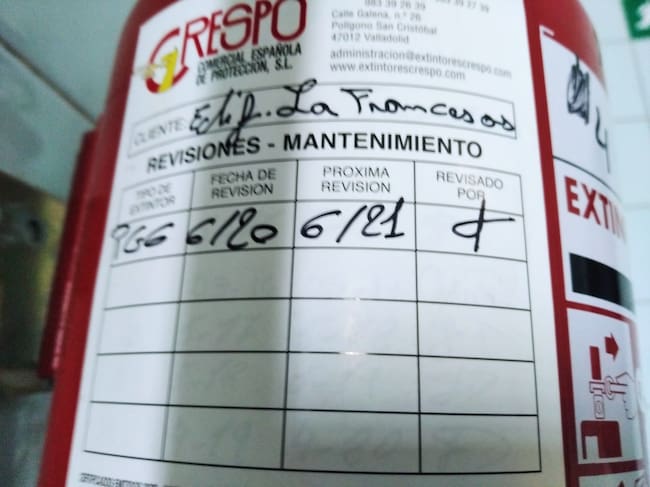 CRESPO
COMERCIAL ESPAÑOLA
DE PROTECCIÓN, S.L.
983 39 26 39
Calle Galena, n.º 26
Polígono San Cristóbal
47012 Valladolid
administracion@extintorescrespo.com
www.extintorescrespo.com
CLIENTE: Edif. La Francesas
REVISIONES - MANTENIMIENTO
TIPO DE EXTINTOR FECHA DE REVISION PROXIMA REVISION REVISADO POR
PG6 6/20 6/21
EXTIN